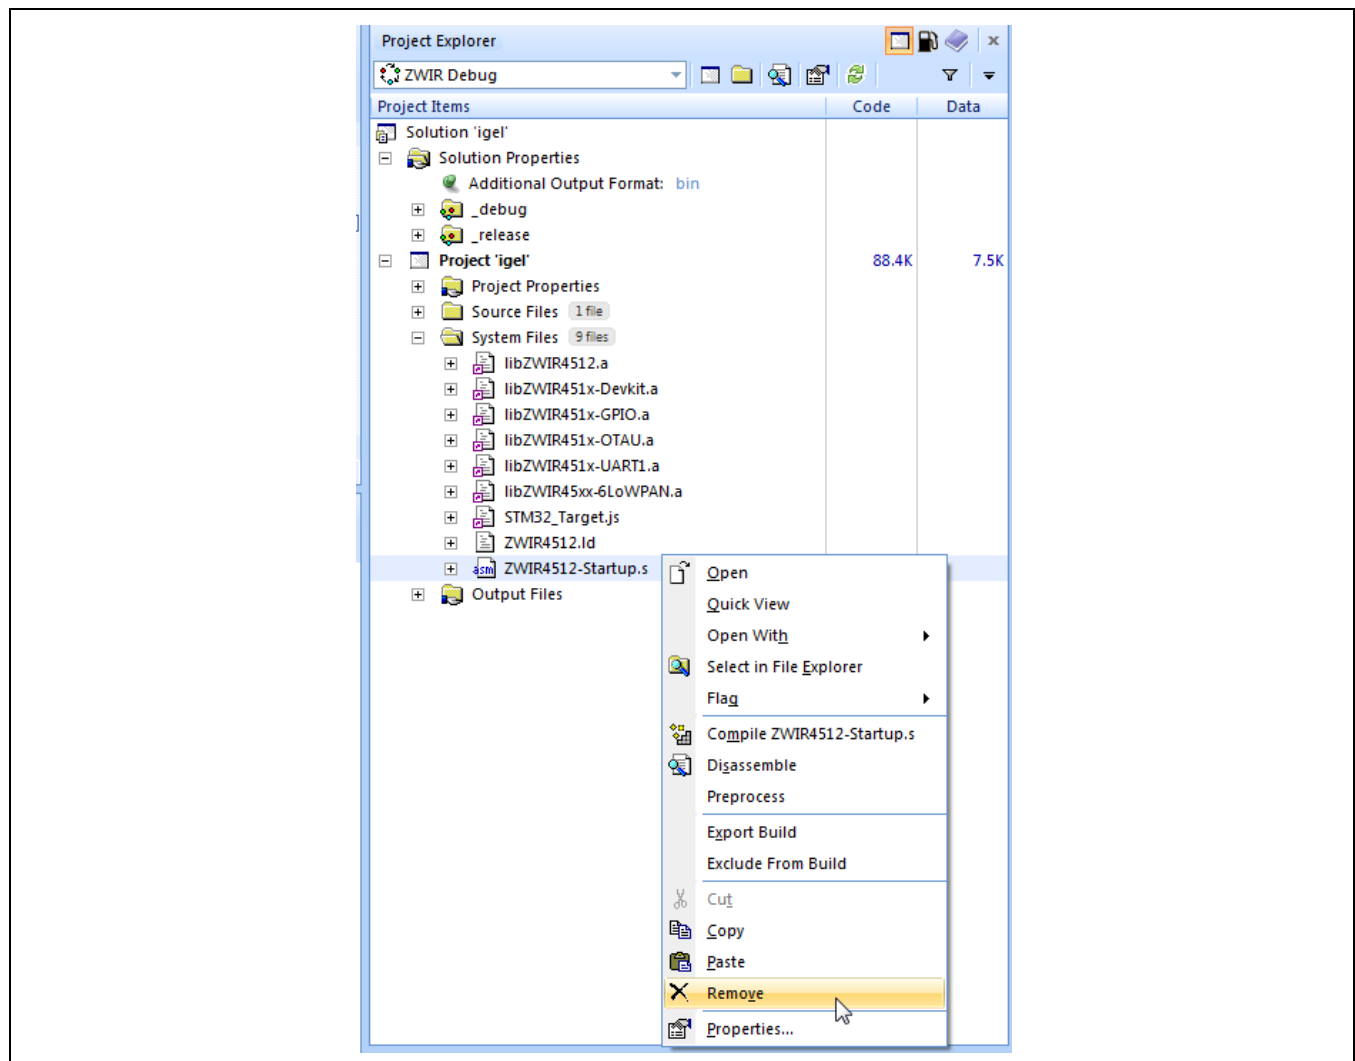 Project Explorer
ZWIR Debug
Project Items Code Data
Solution 'igel'
Solution Properties
Additional Output Format: bin
_debug
_release
Project 'igel' 88.4K 7.5K
Project Properties
Source Files 1 file
System Files 9 files
libZWIR4512.a
libZWIR451x-Devkit.a
libZWIR451x-GPIO.a
libZWIR451x-OTAU.a
libZWIR451x-UART1.a
libZWIR45xx-6LoWPAN.a
STM32_Target.js
ZWIR4512.ld
asm ZWIR4512-Startup.s
Output Files
Open
Quick View
Open With
Select in File Explorer
Flag
Compile ZWIR4512-Startup.s
Disassemble
Preprocess
Export Build
Exclude From Build
Cut
Copy
Paste
Remove
Properties...